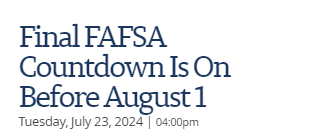 Final FAFSA
Countdown Is On
Before August 1
Tuesday, July 23, 2024 | 04:00pm